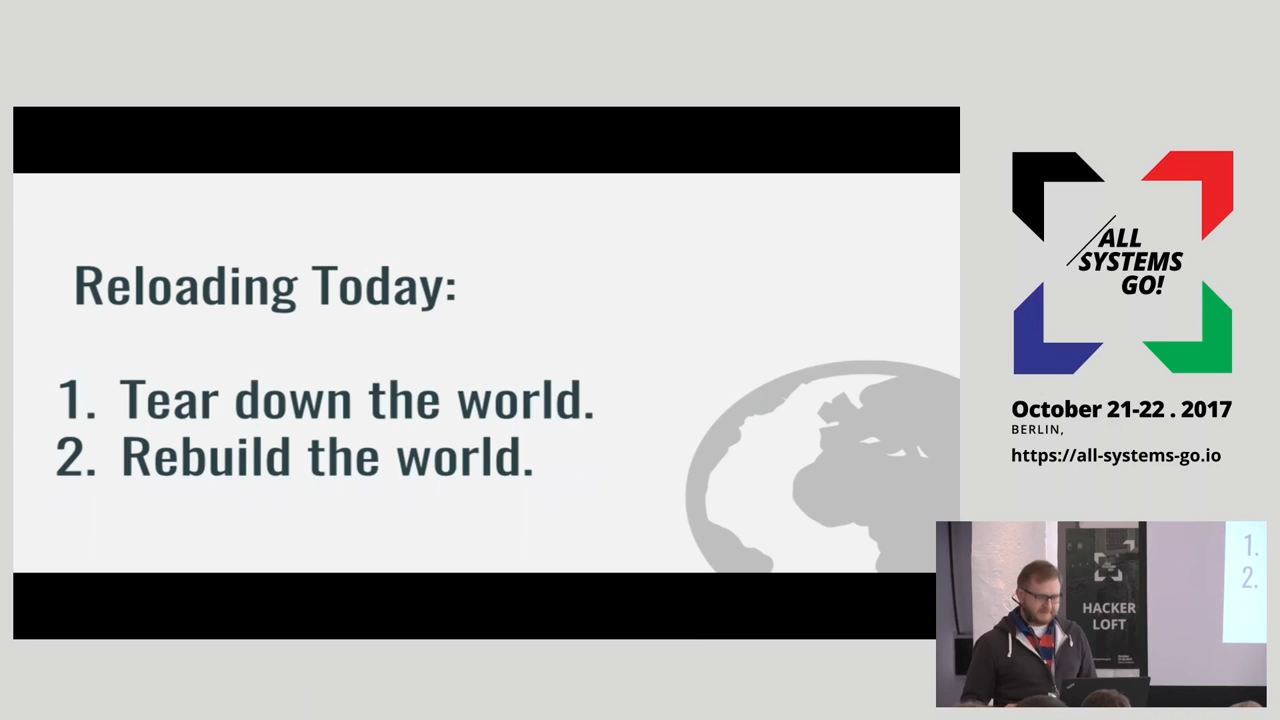 Reloading Today:
1. Tear down the world.
2. Rebuild the world.
ALL
SYSTEMS
GO!
October 21-22 . 2017
BERLIN,
https://all-systems-go.io
1.
2.
HACKER
LOFT